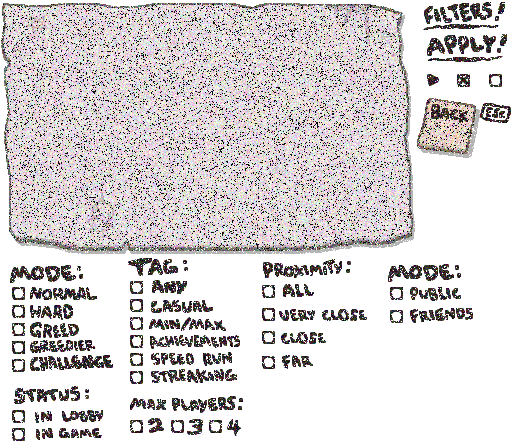 FILTERS!
APPLY!
BACK
ESC
MODE:
NORMAL
HARD
GREED
GREEDIER
CHALLENGE
STATUS:
IN LOBBY
IN GAME
TAG:
ANY
CASUAL
MIN/MAX
ACHIEVEMENTS
SPEED RUN
STREAKING
MAX PLAYERS:
2 3 4
PROXIMITY:
ALL
VERY CLOSE
CLOSE
FAR
MODE:
PUBLIC
FRIENDS